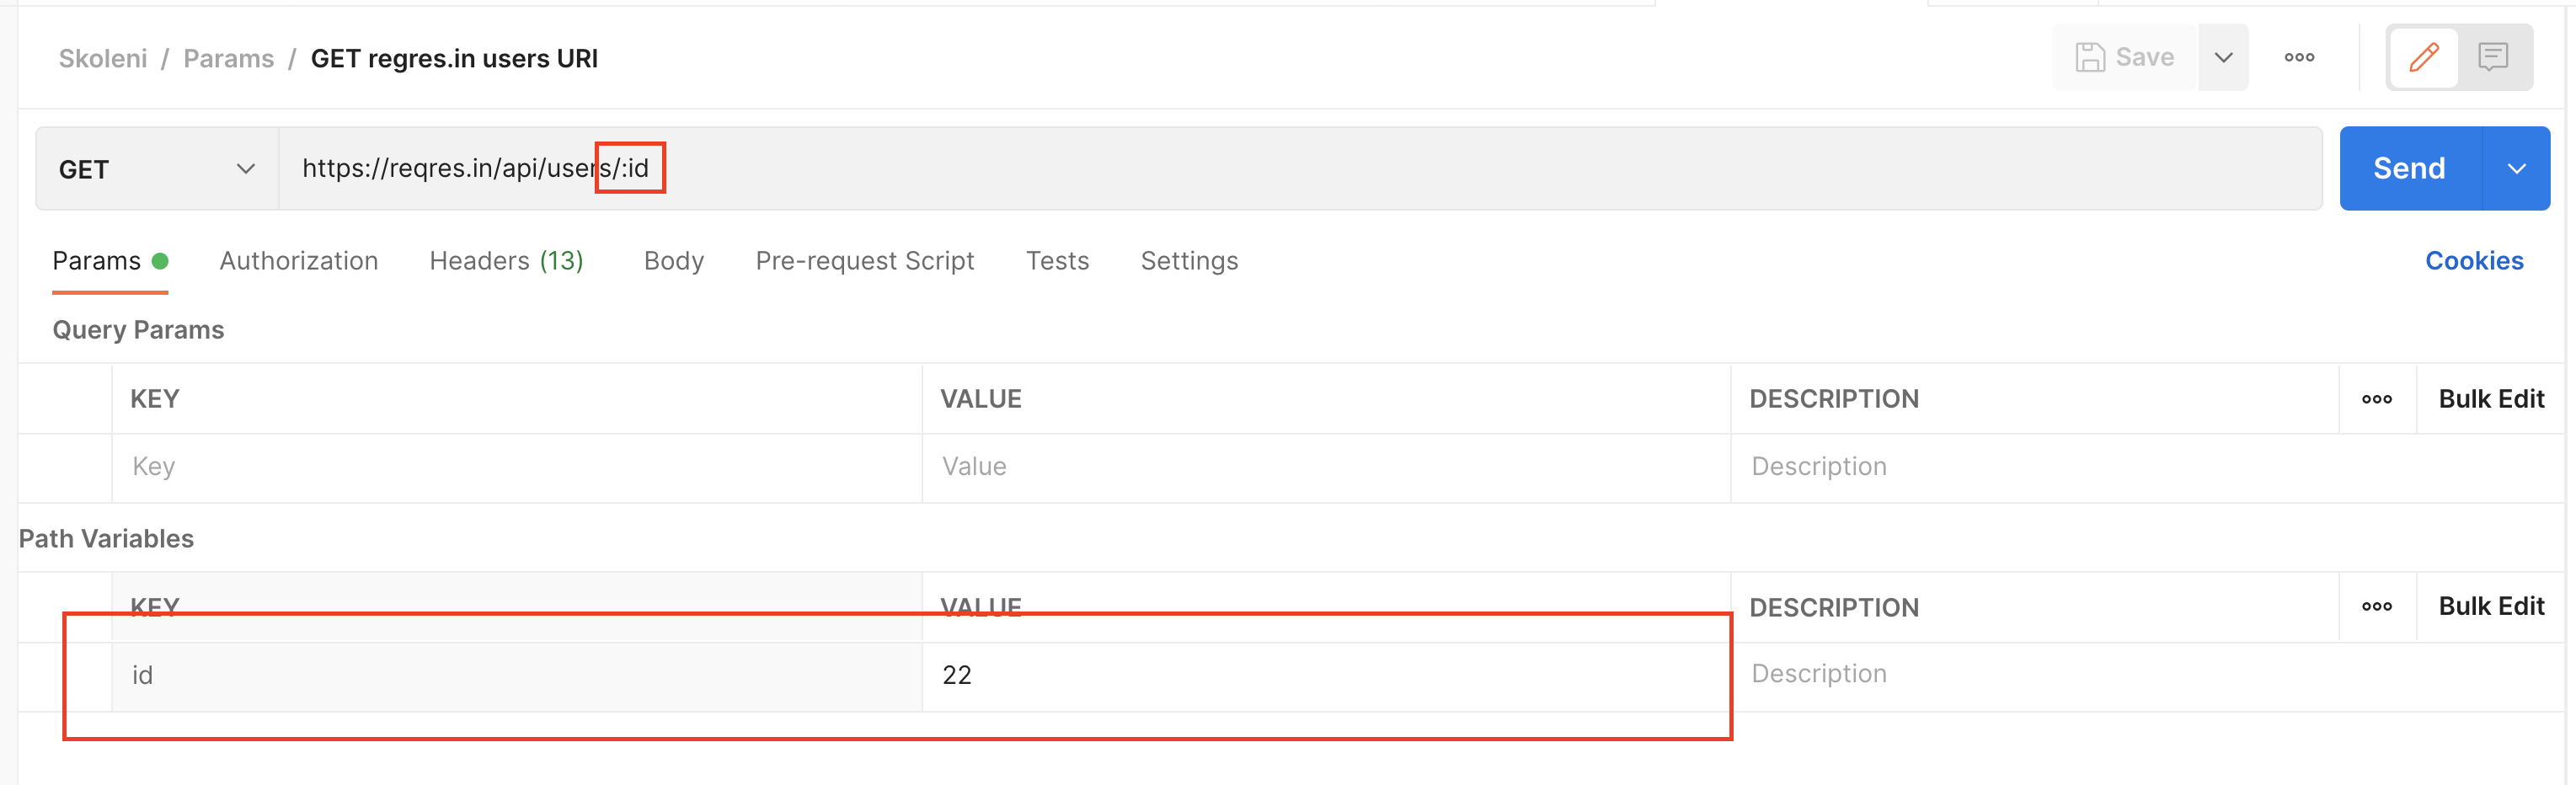 Skoleni / Params / GET regres.in users URI
Save
GET https://reqres.in/api/users/:id Send
Params Authorization Headers (13) Body Pre-request Script Tests Settings Cookies
Query Params
KEY VALUE DESCRIPTION Bulk Edit
Key Value Description
Path Variables
KEY VALUE DESCRIPTION Bulk Edit
id 22 Description